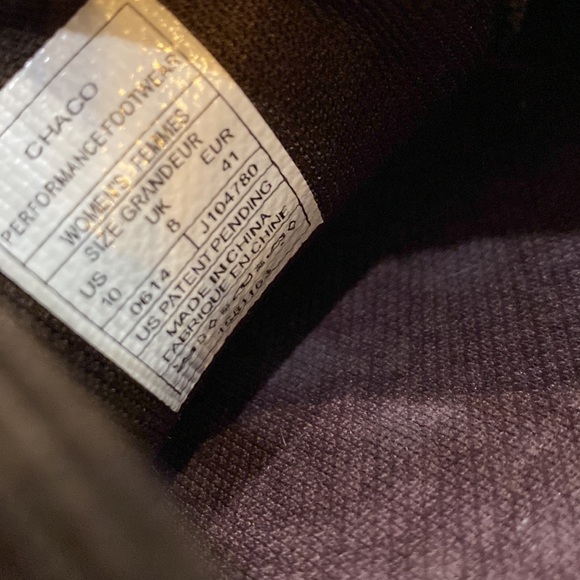 CHACO
PERFORMANCE FOOTWEAR
WOMEN'S FEMMES
SIZE-GRANDEUR
US UK EUR
10 8 41
0614 J104780
US PATENT PENDING
MADE IN CHINA
FABRIQUE EN CHINE